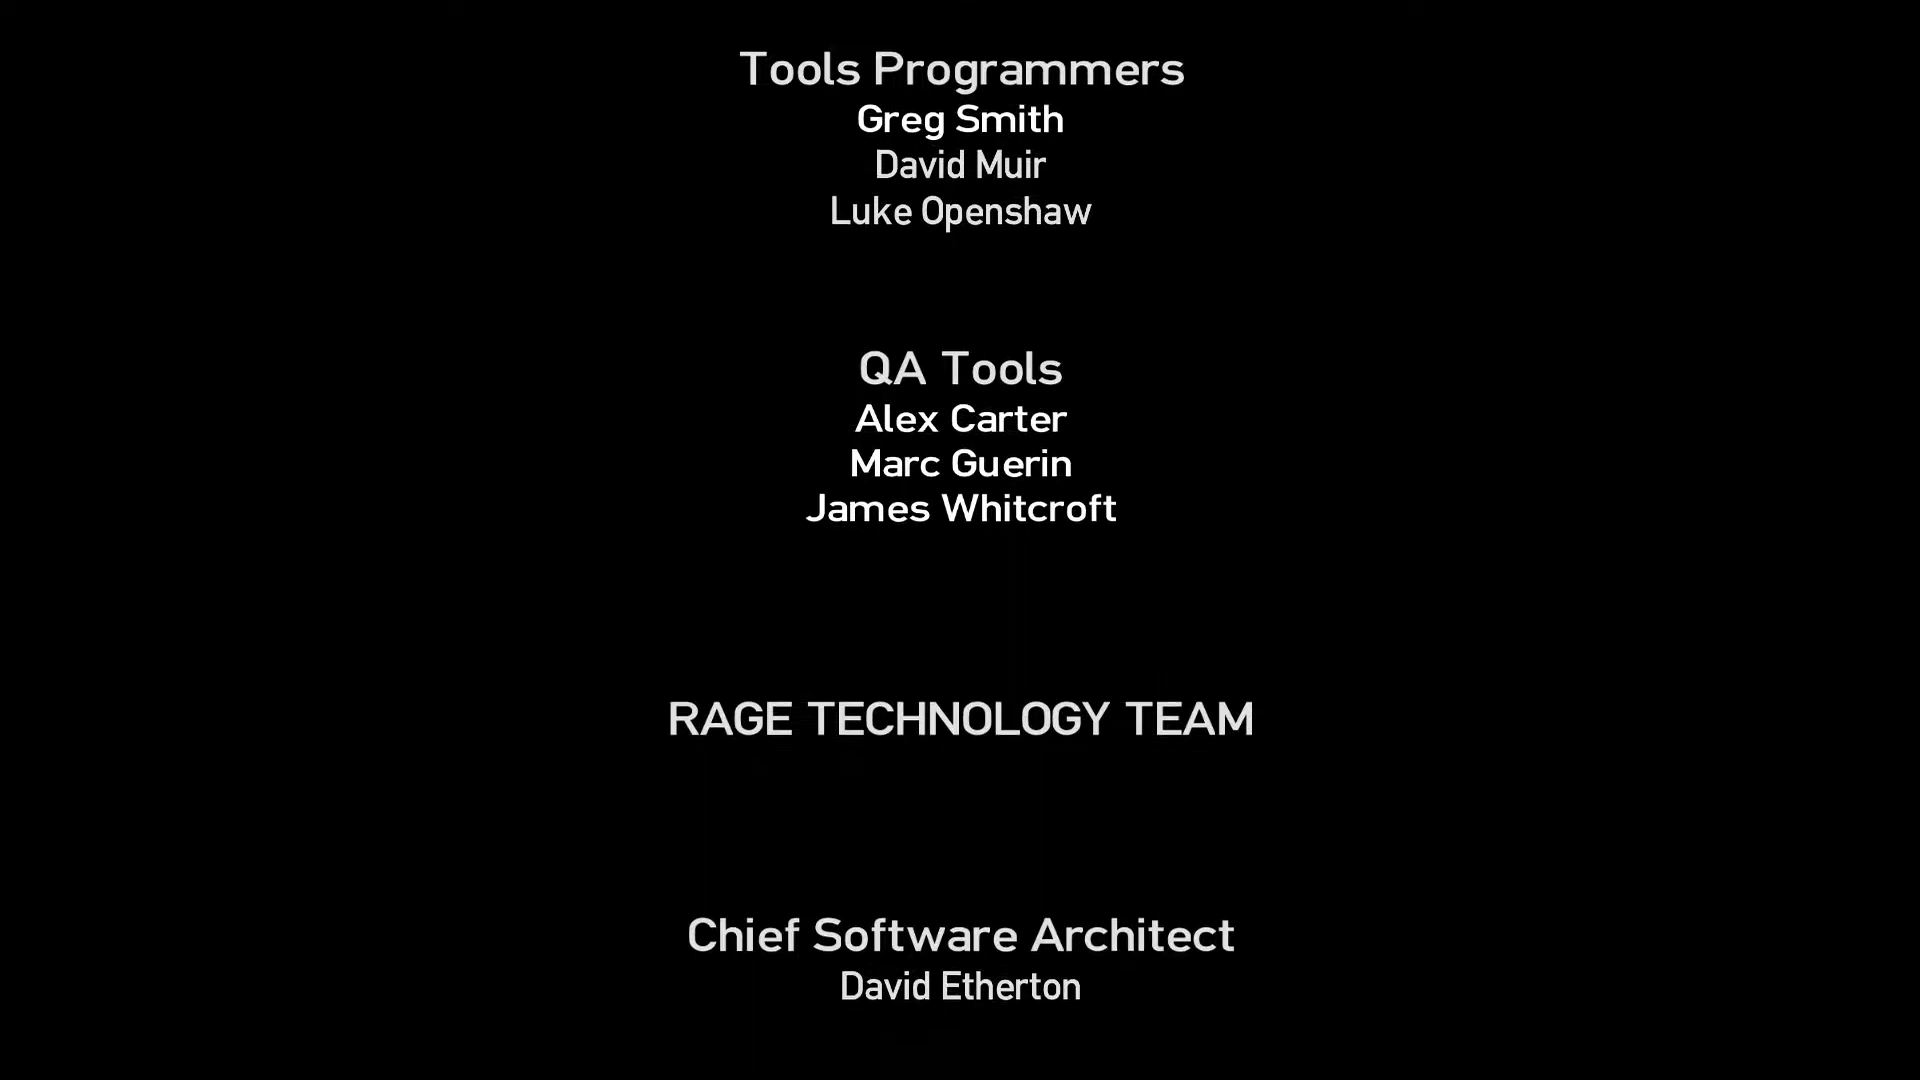 Tools Programmers
Greg Smith
David Muir
Luke Openshaw
QA Tools
Alex Carter
Marc Guerin
James Whitcroft
RAGE TECHNOLOGY TEAM
Chief Software Architect
David Etherton